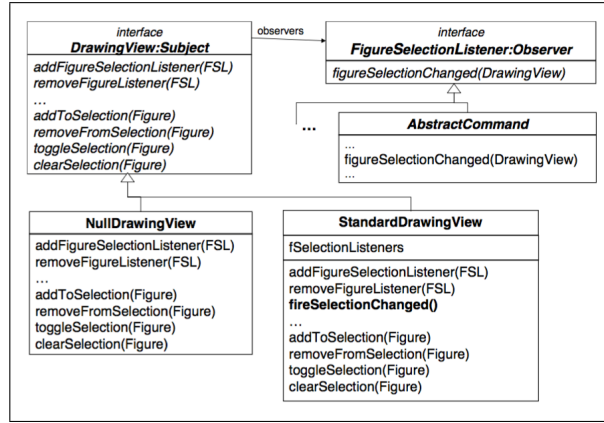 interface
DrawingView:Subject
addFigureSelectionListener(FSL)
removeFigureListener(FSL)
...
addToSelection(Figure)
removeFromSelection(Figure)
toggleSelection(Figure)
clearSelection(Figure)
observers
interface
FigureSelectionListener:Observer
figureSelectionChanged(DrawingView)
...
AbstractCommand
...
figureSelectionChanged(DrawingView)
...
NullDrawingView
addFigureSelectionListener(FSL)
removeFigureListener(FSL)
...
addToSelection(Figure)
removeFromSelection(Figure)
toggleSelection(Figure)
clearSelection(Figure)
StandardDrawingView
fSelectionListeners
addFigureSelectionListener(FSL)
removeFigureListener(FSL)
fireSelectionChanged()
...
addToSelection(Figure)
removeFromSelection(Figure)
toggleSelection(Figure)
clearSelection(Figure)